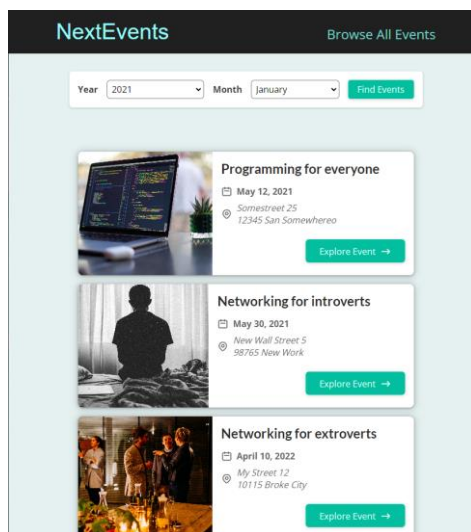 NextEvents
Browse All Events
Year 2021 Month January Find Events
Programming for everyone
May 12, 2021
Somestreet 25
12345 San Somewhereo
Explore Event →
Networking for introverts
May 30, 2021
New Wall Street 5
98765 New Work
Explore Event →
Networking for extroverts
April 10, 2022
My Street 12
10115 Broke City
Explore Event →